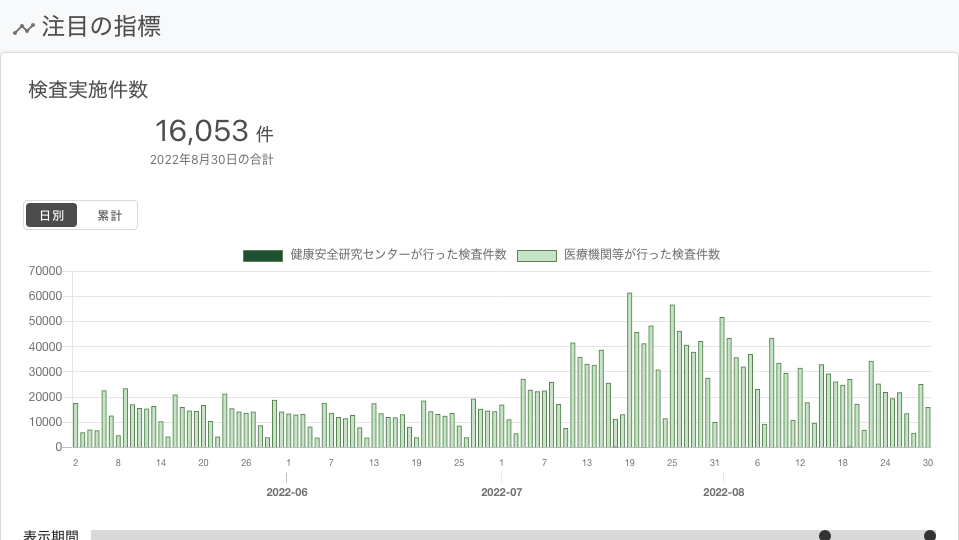 注目の指標
検査実施件数
16,053 件
2022年8月30日の合計
日別 累計
健康安全研究センターが行った検査件数 医療機関等が行った検査件数
70000
60000
50000
40000
30000
20000
10000
0
2 8 14 20 26 1 7 13 19 25 1 7 13 19 25 31 6 12 18 24 30
2022-06 2022-07 2022-08
表示期間